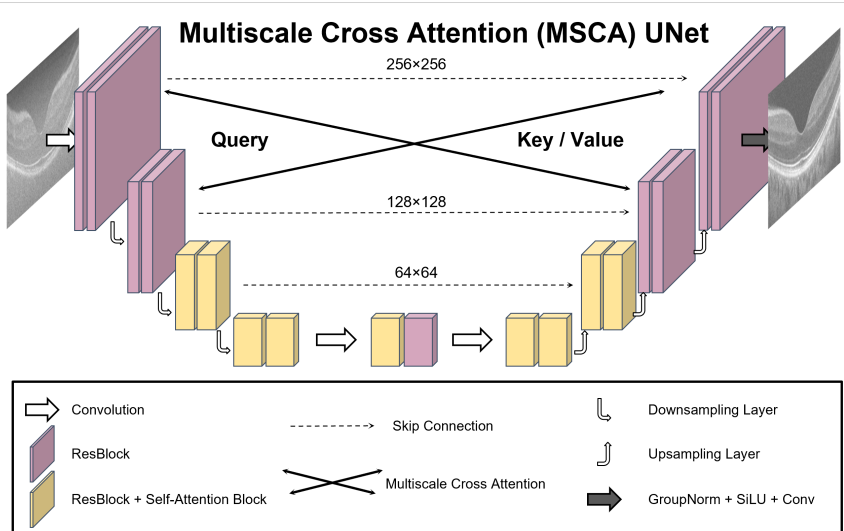 Multiscale Cross Attention (MSCA) UNet
256×256
Query
Key / Value
128×128
64×64
Convolution
Skip Connection
Downsampling Layer
ResBlock
Upsampling Layer
ResBlock + Self-Attention Block
Multiscale Cross Attention
GroupNorm + SiLU + Conv